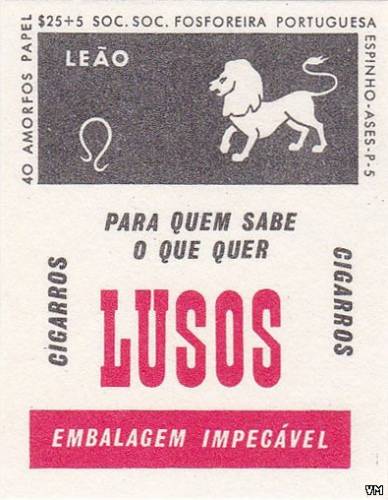 40 AMORFOS PAPEL
$25+5 SOC. SOC. FOSFOREIRA PORTUGUESA
ESPINHO-ASES-P-5
LEÃO
PARA QUEM SABE
O QUE QUER
CIGARROS
LUSOS
CIGARROS
EMBALAGEM IMPECÁVEL
VM